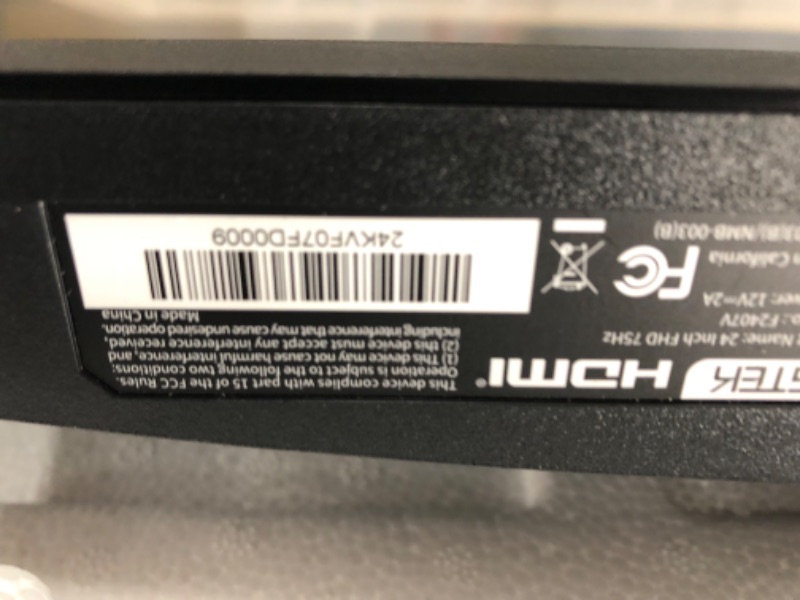 STEK HDMI®
Name: 24 Inch FHD 75Hz
F2407V
12V⎓2A
California
NMB-003(B)
FC
This device complies with part 15 of the FCC Rules.
Operation is subject to the following two conditions:
(1) This device may not cause harmful interference, and
(2) this device must accept any interference received,
including interference that may cause undesired operation.
Made in China
24KVF07FD0009